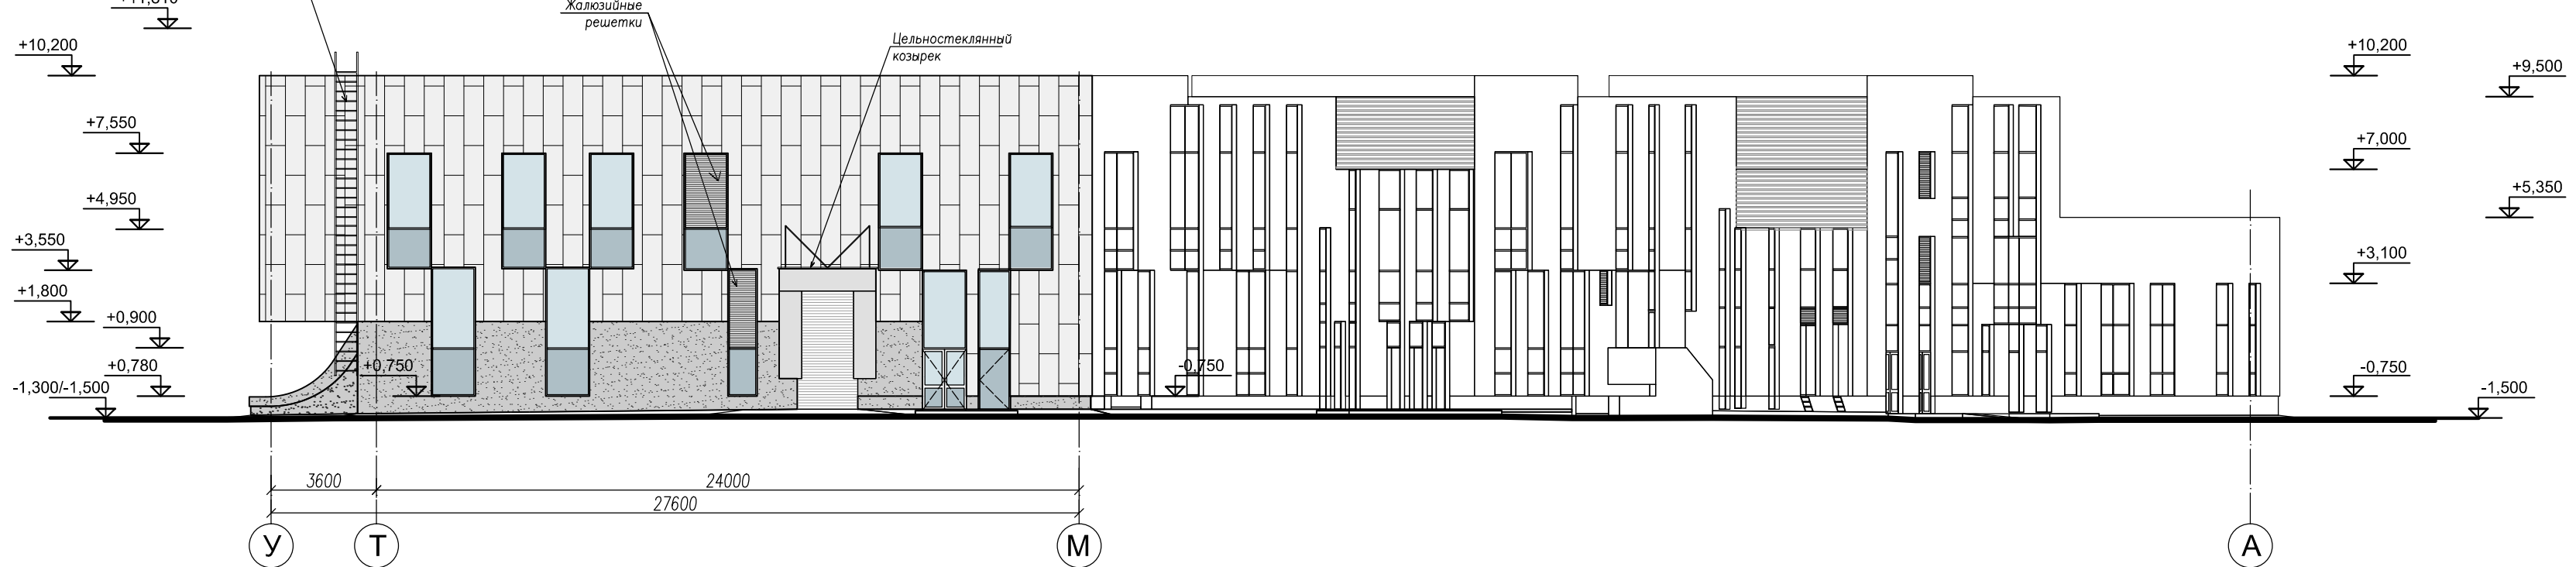 Жалюзийные
решетки
Цельностеклянный
козырек
+10,200
+7,550
+4,950
+3,550
+1,800
+0,900
+0,780
-1,300/-1,500
+0,750
-0,750
+10,200
+9,500
+7,000
+5,350
+3,100
-0,750
-1,500
3600
24000
27600
У
Т
М
А